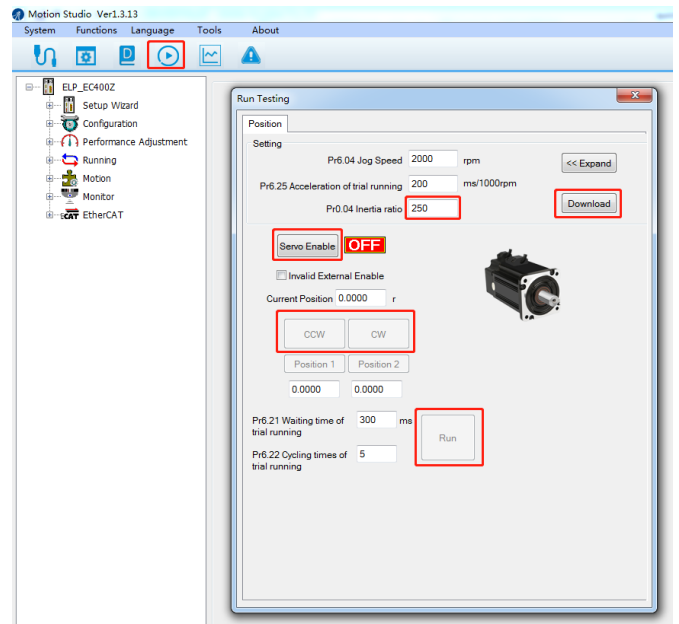 Motion Studio Ver1.3.13
System Functions Language Tools About
D
ELP_EC400Z
Setup Wizard
Configuration
Performance Adjustment
Running
Motion
Monitor
EtherCAT
Run Testing
Position
Setting
Pr6.04 Jog Speed 2000 rpm
<< Expand
Pr6.25 Acceleration of trial running 200 ms/1000rpm
Pr0.04 Inertia ratio 250
Download
Servo Enable OFF
Invalid External Enable
Current Position 0.0000 r
CCW CW
Position 1 Position 2
0.0000 0.0000
Pr6.21 Waiting time of 300 ms
trial running
Run
Pr6.22 Cycling times of 5
trial running